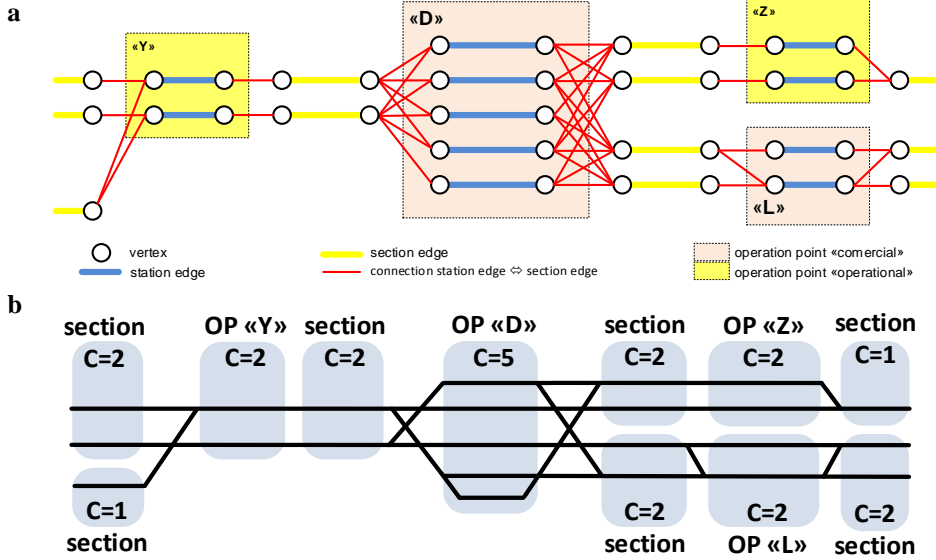 a
«Y»
«D»
«Z»
«L»
vertex
station edge
section edge
connection station edge ⇔ section edge
operation point «comercial»
operation point «operational»
b
section OP «Y» section OP «D» section OP «Z» section
C=2 C=2 C=2 C=5 C=2 C=2 C=1
C=1 C=2 C=2 C=2
section section OP «L» section